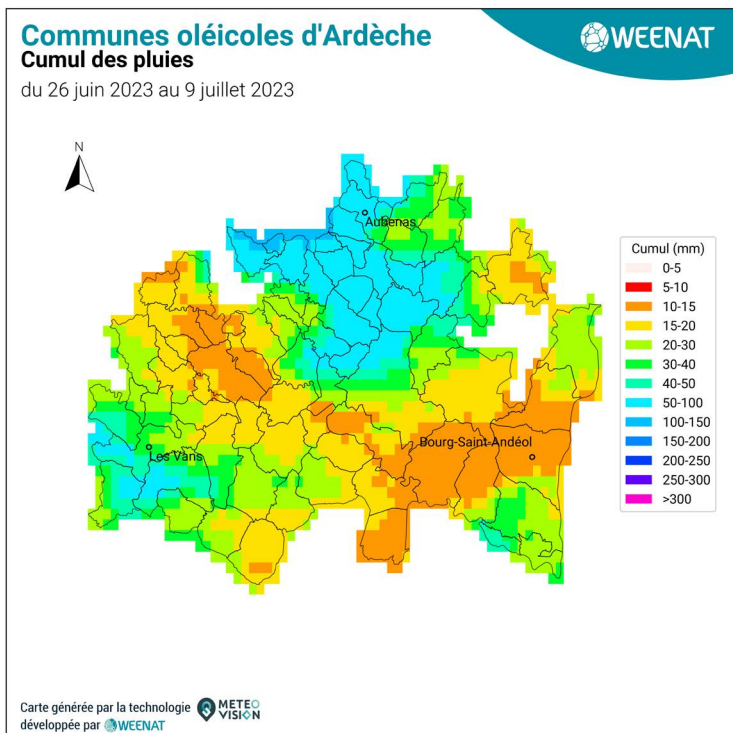 Communes oléicoles d'Ardèche
Cumul des pluies
du 26 juin 2023 au 9 juillet 2023
WEENAT
N
Aubenas
Les Vans
Bourg-Saint-Andéol
Cumul (mm)
0-5
5-10
10-15
15-20
20-30
30-40
40-50
50-100
100-150
150-200
200-250
250-300
>300
Carte générée par la technologie METEO VISION
développée par WEENAT